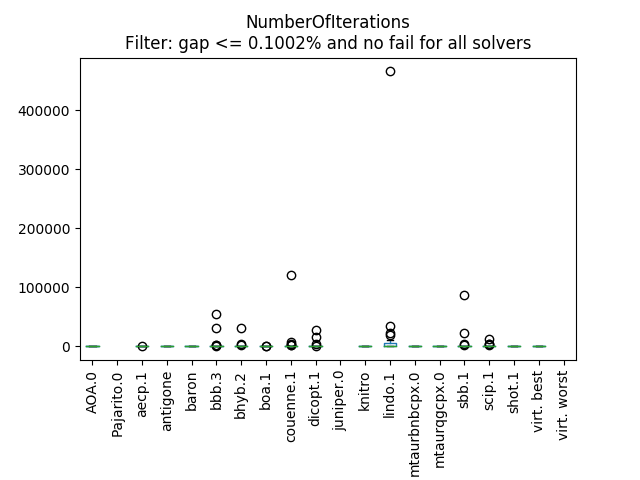 NumberOfIterations
Filter: gap <= 0.1002% and no fail for all solvers
400000
300000
200000
100000
0
AOA.0
Pajarito.0
aecp.1
antigone
baron
bbb.3
bhyb.2
boa.1
couenne.1
dicopt.1
juniper.0
knitro
lindo.1
mtaurbnbcpx.0
mtaurqgcpx.0
sbb.1
scip.1
shot.1
virt. best
virt. worst